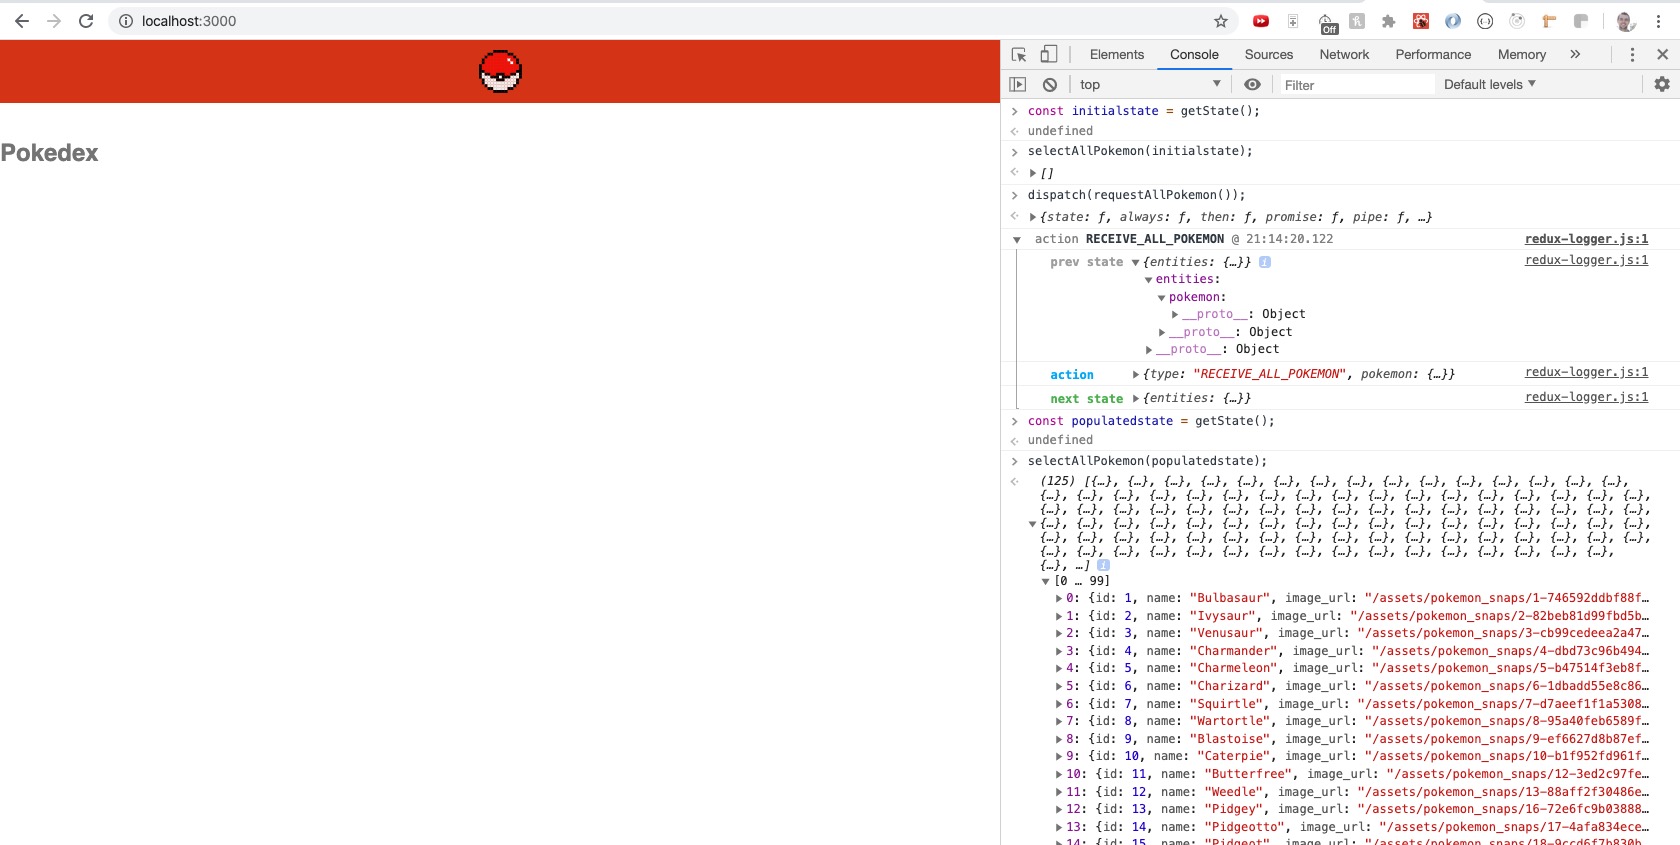 localhost:3000
Off
Pokedex
Elements Console Sources Network Performance Memory »
top Filter Default levels ▼
> const initialstate = getState();
undefined
> selectAllPokemon(initialstate);
[]
> dispatch(requestAllPokemon());
{state: ƒ, always: ƒ, then: ƒ, promise: ƒ, pipe: ƒ, …}
action RECEIVE_ALL_POKEMON @ 21:14:20.122 redux-logger.js:1
prev state {entities: {…}} i redux-logger.js:1
entities:
pokemon:
__proto__: Object
__proto__: Object
__proto__: Object
action {type: "RECEIVE_ALL_POKEMON", pokemon: {…}} redux-logger.js:1
next state {entities: {…}} redux-logger.js:1
> const populatedstate = getState();
undefined
> selectAllPokemon(populatedstate);
(125) [{…}, {…}, {…}, {…}, {…}, {…}, {…}, {…}, {…}, {…}, {…}, {…}, {…}, {…}, {…},
{…}, {…}, {…}, {…}, {…}, {…}, {…}, {…}, {…}, {…}, {…}, {…}, {…}, {…}, {…}, {…}, {…},
{…}, {…}, {…}, {…}, {…}, {…}, {…}, {…}, {…}, {…}, {…}, {…}, {…}, {…}, {…}, {…}, {…},
{…}, {…}, {…}, {…}, {…}, {…}, {…}, {…}, {…}, {…}, {…}, {…}, {…}, {…}, {…}, {…}, {…},
{…}, {…}, {…}, {…}, {…}, {…}, {…}, {…}, {…}, {…}, {…}, {…}, {…}, {…}, {…}, {…}, {…},
{…}, {…}, {…}, {…}, {…}, {…}, {…}, {…}, {…}, {…}, {…}, {…}, {…}, {…}, {…}, {…},
{…}, …] i
[0 … 99]
0: {id: 1, name: "Bulbasaur", image_url: "/assets/pokemon_snaps/1-746592ddbf88f…
1: {id: 2, name: "Ivysaur", image_url: "/assets/pokemon_snaps/2-82beb81d99fbd5b…
2: {id: 3, name: "Venusaur", image_url: "/assets/pokemon_snaps/3-cb99cedeea2a47…
3: {id: 4, name: "Charmander", image_url: "/assets/pokemon_snaps/4-dbd73c96b494…
4: {id: 5, name: "Charmeleon", image_url: "/assets/pokemon_snaps/5-b47514f3eb8f…
5: {id: 6, name: "Charizard", image_url: "/assets/pokemon_snaps/6-1dbadd55e8c86…
6: {id: 7, name: "Squirtle", image_url: "/assets/pokemon_snaps/7-d7aeef1f1a5308…
7: {id: 8, name: "Wartortle", image_url: "/assets/pokemon_snaps/8-95a40feb6589f…
8: {id: 9, name: "Blastoise", image_url: "/assets/pokemon_snaps/9-ef6627d8b87ef…
9: {id: 10, name: "Caterpie", image_url: "/assets/pokemon_snaps/10-b1f952fd961f…
10: {id: 11, name: "Butterfree", image_url: "/assets/pokemon_snaps/12-3ed2c97fe…
11: {id: 12, name: "Weedle", image_url: "/assets/pokemon_snaps/13-88aff2f30486e…
12: {id: 13, name: "Pidgey", image_url: "/assets/pokemon_snaps/16-72e6fc9b03888…
13: {id: 14, name: "Pidgeotto", image_url: "/assets/pokemon_snaps/17-4afa834ece…
14: {id: 15, name: "Pidgeot", image_url: "/assets/pokemon_snaps/18-9ccd6f7b830b…